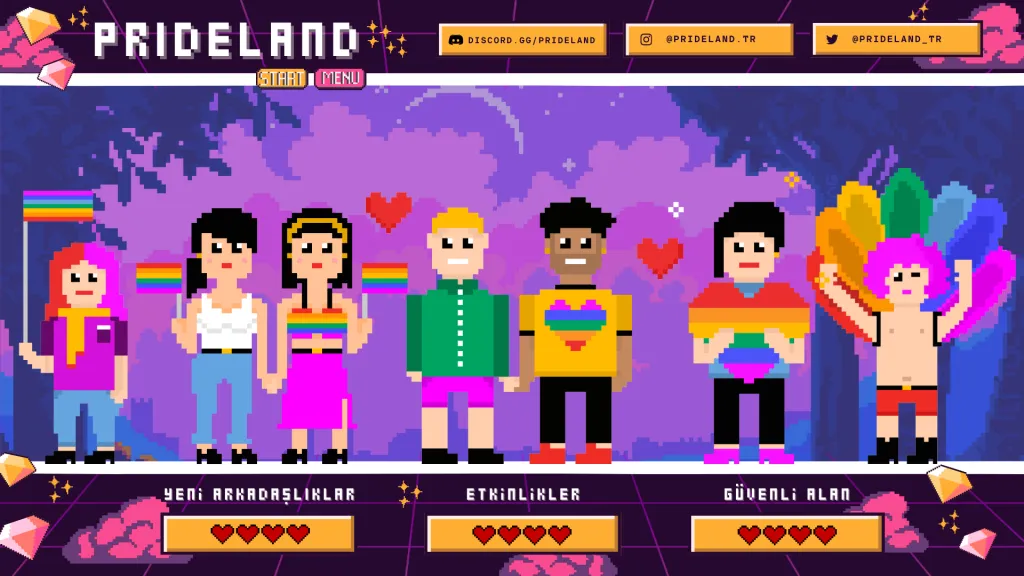 PRIDELAND
START MENU
DISCORD.GG/PRIDELAND
@PRIDELAND.TR
@PRIDELAND_TR
YENİ ARKADAŞLIKLAR
ETKİNLİKLER
GÜVENLİ ALAN